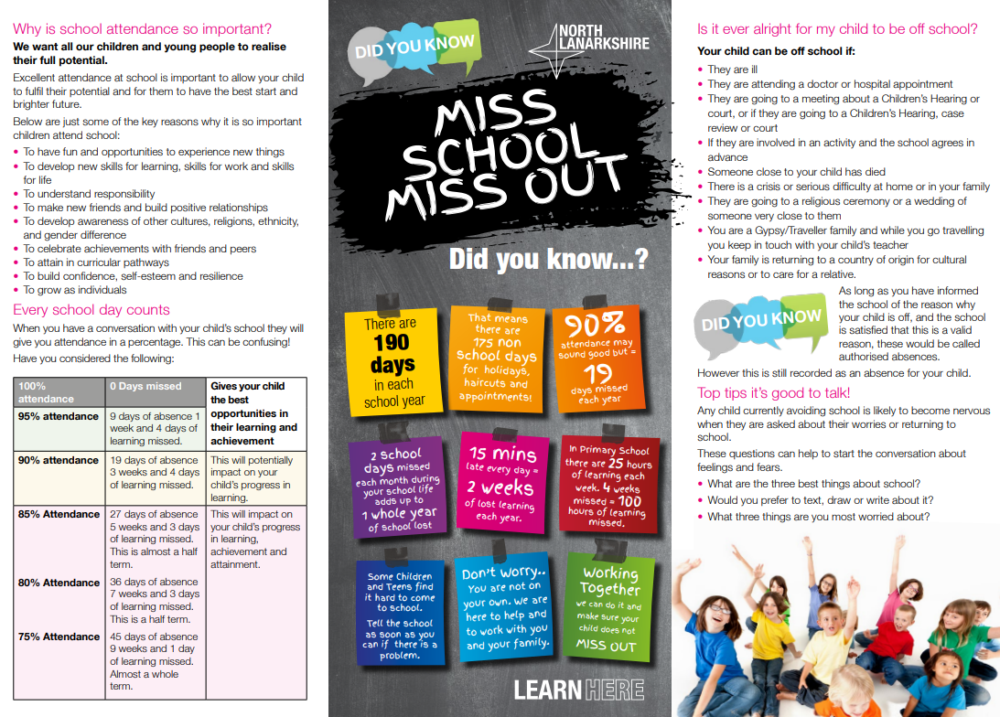 Why is school attendance so important?
We want all our children and young people to realise
their full potential.
Excellent attendance at school is important to allow your child
to fulfil their potential and for them to have the best start and
brighter future.
Below are just some of the key reasons why it is so important
children attend school:
• To have fun and opportunities to experience new things
• To develop new skills for learning, skills for work and skills
for life
• To understand responsibility
• To make new friends and build positive relationships
• To develop awareness of other cultures, religions, ethnicity,
and gender difference
• To celebrate achievements with friends and peers
• To attain in curricular pathways
• To build confidence, self-esteem and resilience
• To grow as individuals
Every school day counts
When you have a conversation with your child's school they will
give you attendance in a percentage. This can be confusing!
Have you considered the following:
100%
attendance
0 Days missed
Gives your child
the best
opportunities in
their learning and
achievement
95% attendance
9 days of absence 1
week and 4 days of
learning missed.
90% attendance
19 days of absence
3 weeks and 4 days
of learning missed.
This will potentially
impact on your
child's progress in
learning.
85% Attendance
27 days of absence
5 weeks and 3 days
of learning missed.
This is almost a half
term.
This will impact on
your child's progress
in learning,
achievement and
attainment.
80% Attendance
36 days of absence
7 weeks and 3 days
of learning missed.
This is a half term.
75% Attendance
45 days of absence
9 weeks and 1 day
of learning missed.
Almost a whole
term.
DID YOU KNOW
NORTH
LANARKSHIRE
MISS
SCHOOL
MISS OUT
Did you know...?
There are
190
days
in each
school year
That means
there are
175 non
school days
for holidays,
haircuts and
appointments!
90%
attendance may
sound good but =
19
days missed
each year
2 school
days missed
each month during
your school life
adds up to
1 whole year
of school lost
15 mins
late every day =
2 weeks
of lost learning
each year.
In Primary School
there are 25 hours
of learning each
week. 4 weeks
missed = 100
hours of learning
missed.
Some Children
and Teens find
it hard to come
to school.
Tell the school
as soon as you
can if there is a
problem.
Don't worry..
You are not on
your own. We are
here to help and
to work with you
and your family.
Working
Together
we can do it and
make sure your
child does not
MISS OUT
LEARN HERE
Is it ever alright for my child to be off school?
Your child can be off school if:
• They are ill
• They are attending a doctor or hospital appointment
• They are going to a meeting about a Children's Hearing or
court, or if they are going to a Children's Hearing, case
review or court
• If they are involved in an activity and the school agrees in
advance
• Someone close to your child has died
• There is a crisis or serious difficulty at home or in your family
• They are going to a religious ceremony or a wedding of
someone very close to them
• You are a Gypsy/Traveller family and while you go travelling
you keep in touch with your child's teacher
• Your family is returning to a country of origin for cultural
reasons or to care for a relative.
DID YOU KNOW
As long as you have informed
the school of the reason why
your child is off, and the school
is satisfied that this is a valid
reason, these would be called
authorised absences.
However this is still recorded as an absence for your child.
Top tips it's good to talk!
Any child currently avoiding school is likely to become nervous
when they are asked about their worries or returning to
school.
These questions can help to start the conversation about
feelings and fears.
• What are the three best things about school?
• Would you prefer to text, draw or write about it?
• What three things are you most worried about?